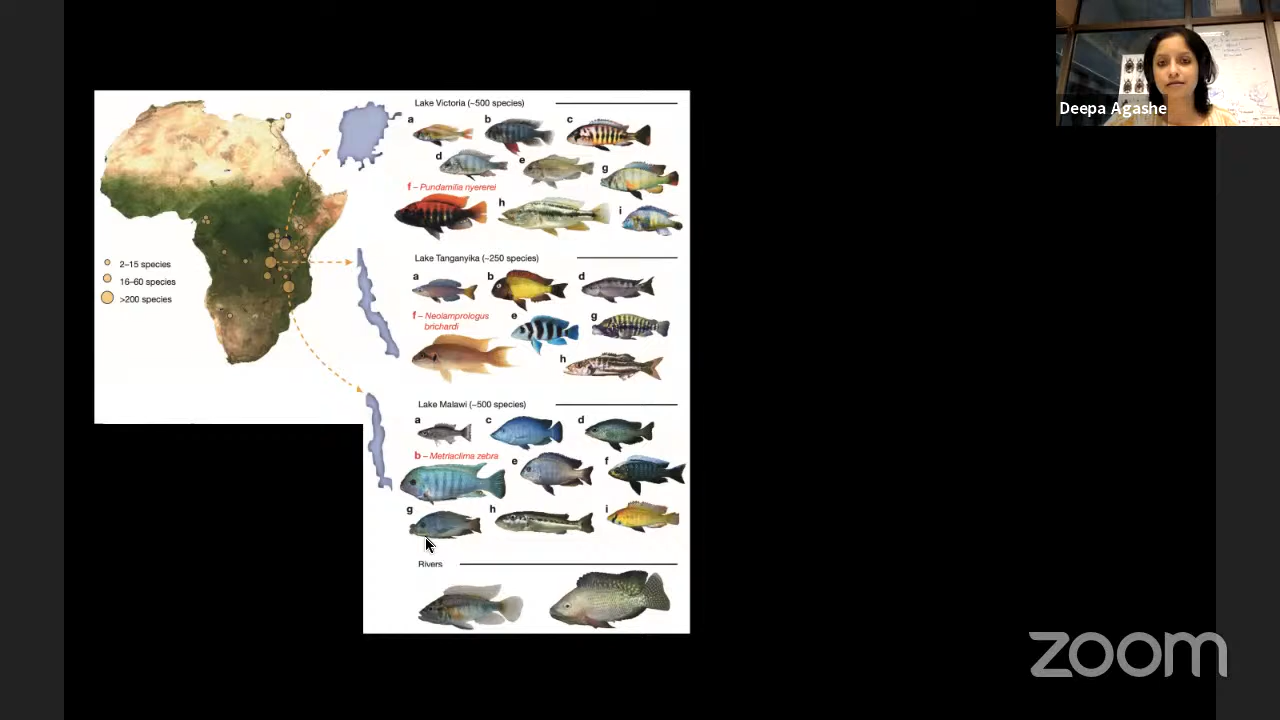 Deepa Agashe
Lake Victoria (~500 species)
a
b
c
d
e
g
f – Pundamilia nyererei
h
i
2–15 species
16–60 species
>200 species
Lake Tanganyika (~250 species)
a
b
d
f – Neolamprologus
brichardi
e
g
h
Lake Malawi (~500 species)
a
c
d
b – Metriaclima zebra
e
f
g
h
i
Rivers
zoom